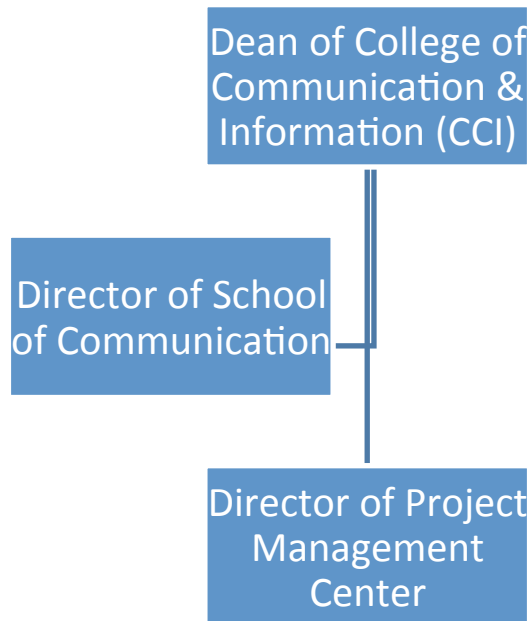 Dean of College of
Communication &
Information (CCI)
Director of School
of Communication
Director of Project
Management
Center